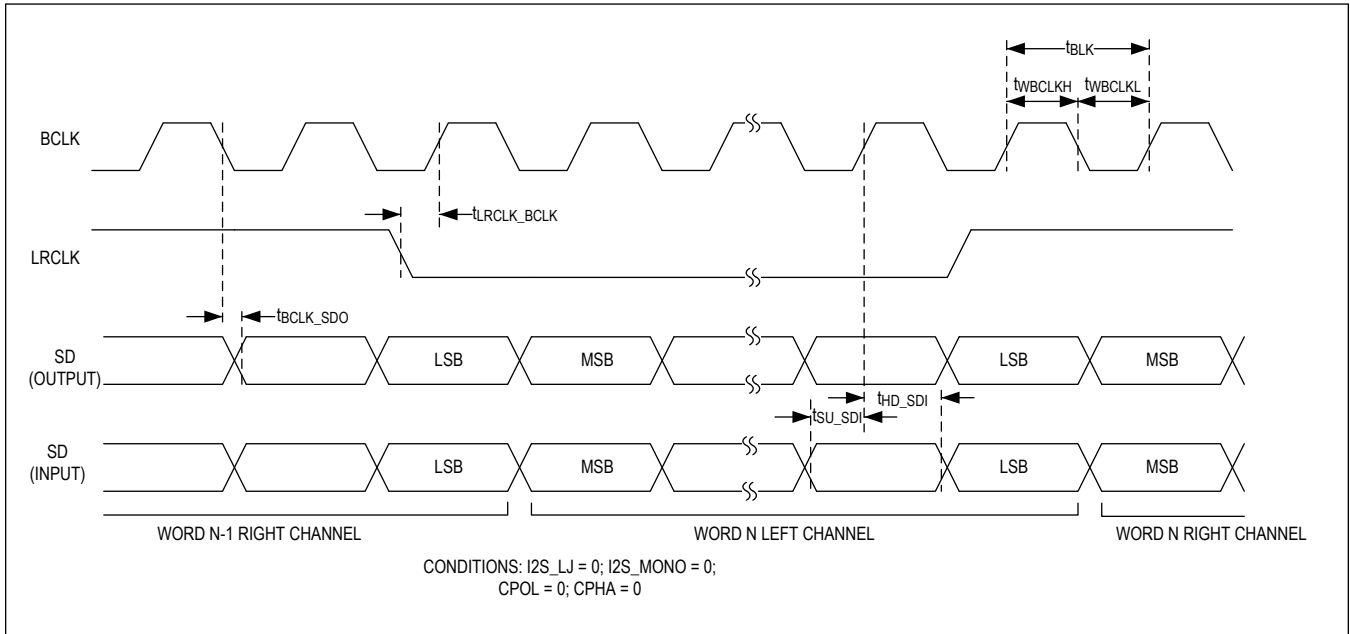 tBLK
tWBCLKH tWBCLKL
BCLK
tLRCLK_BCLK
LRCLK
tBCLK_SDO
SD
(OUTPUT)
LSB MSB LSB MSB
tHD_SDI
tSU_SDI
SD
(INPUT)
LSB MSB LSB MSB
WORD N-1 RIGHT CHANNEL WORD N LEFT CHANNEL WORD N RIGHT CHANNEL
CONDITIONS: I2S_LJ = 0; I2S_MONO = 0;
CPOL = 0; CPHA = 0